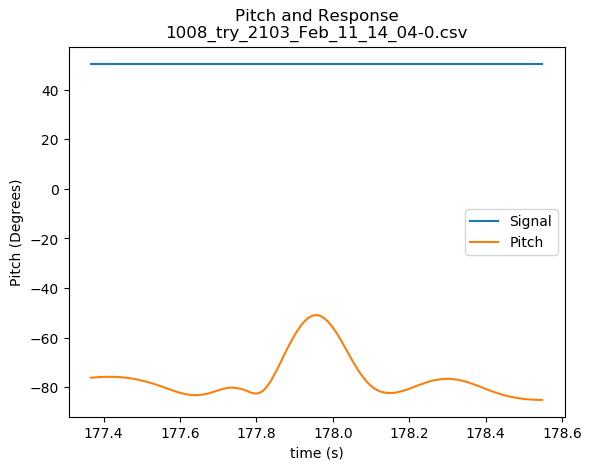 Pitch and Response
1008_try_2103_Feb_11_14_04-0.csv
Pitch (Degrees)
40
20
0
−20
−40
−60
−80
Signal
Pitch
177.4 177.6 177.8 178.0 178.2 178.4 178.6
time (s)